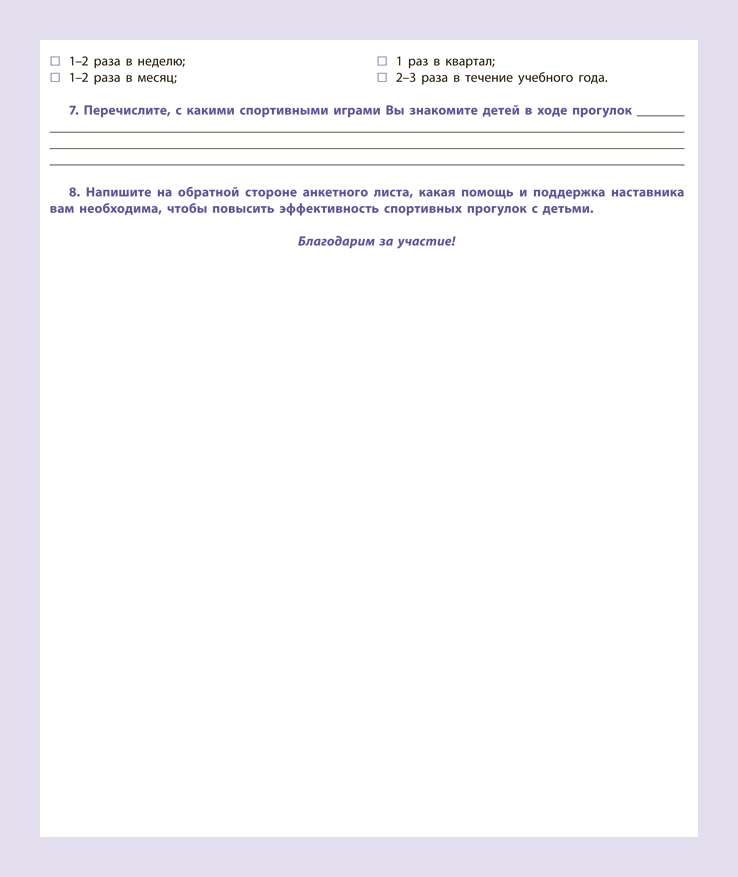 ☐ 1–2 раза в неделю;
☐ 1–2 раза в месяц;
☐ 1 раз в квартал;
☐ 2–3 раза в течение учебного года.
7. Перечислите, с какими спортивными играми Вы знакомите детей в ходе прогулок _______
8. Напишите на обратной стороне анкетного листа, какая помощь и поддержка наставника
вам необходима, чтобы повысить эффективность спортивных прогулок с детьми.
Благодарим за участие!